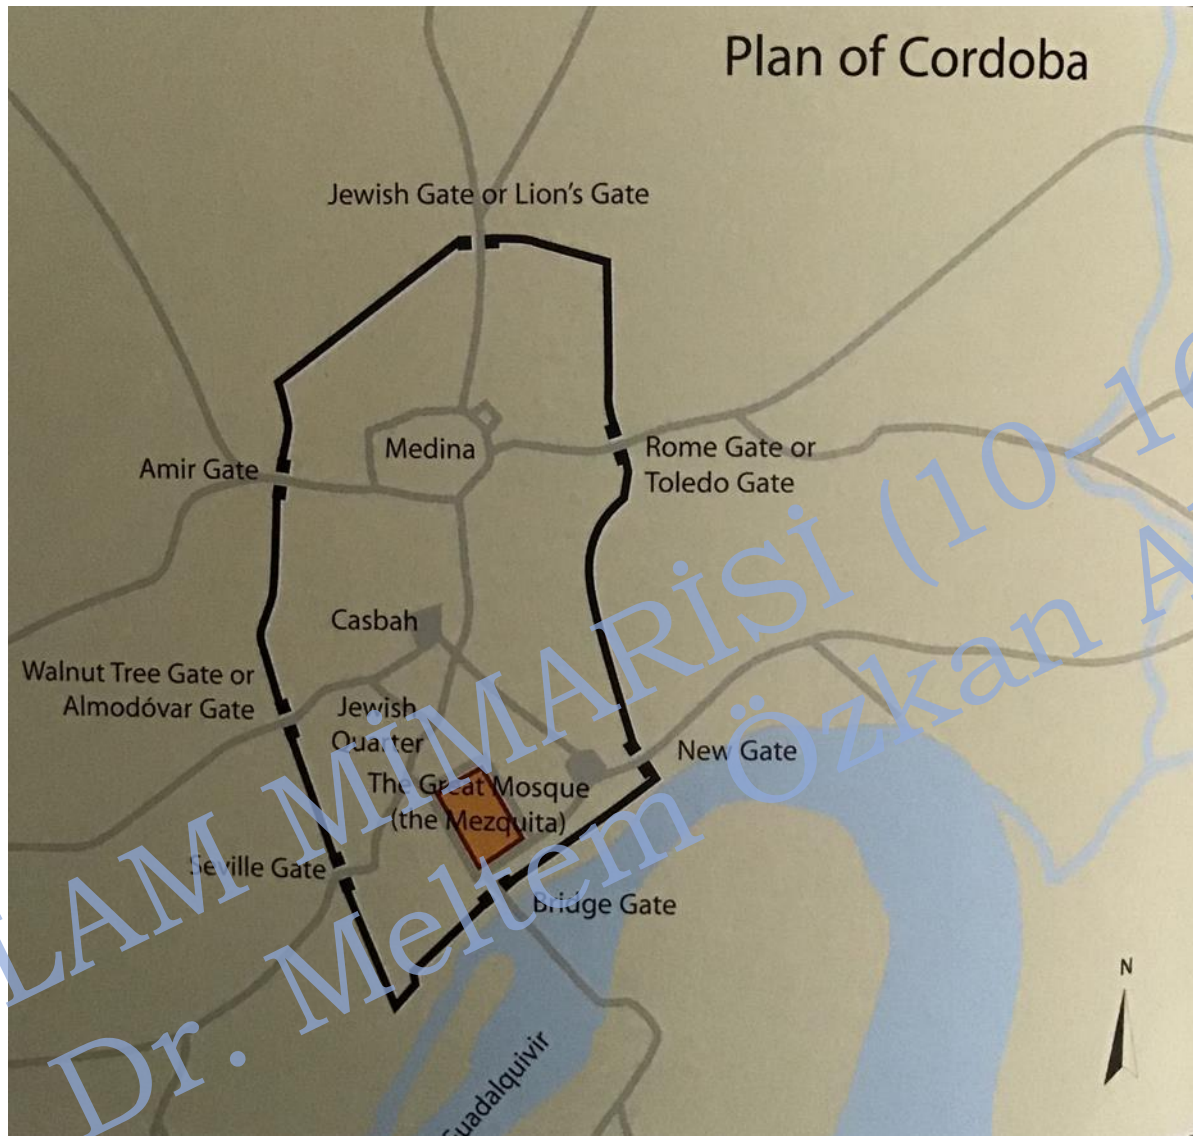 Plan of Cordoba
Jewish Gate or Lion's Gate
Medina
Rome Gate or
Toledo Gate
Amir Gate
Casbah
Walnut Tree Gate or
Almodóvar Gate
Jewish
Quarter
New Gate
The Great Mosque
(the Mezquita)
Seville Gate
Bridge Gate
N
Guadalquivir
LAM MİMARİSİ (10-16
Dr. Meltem Özkan A